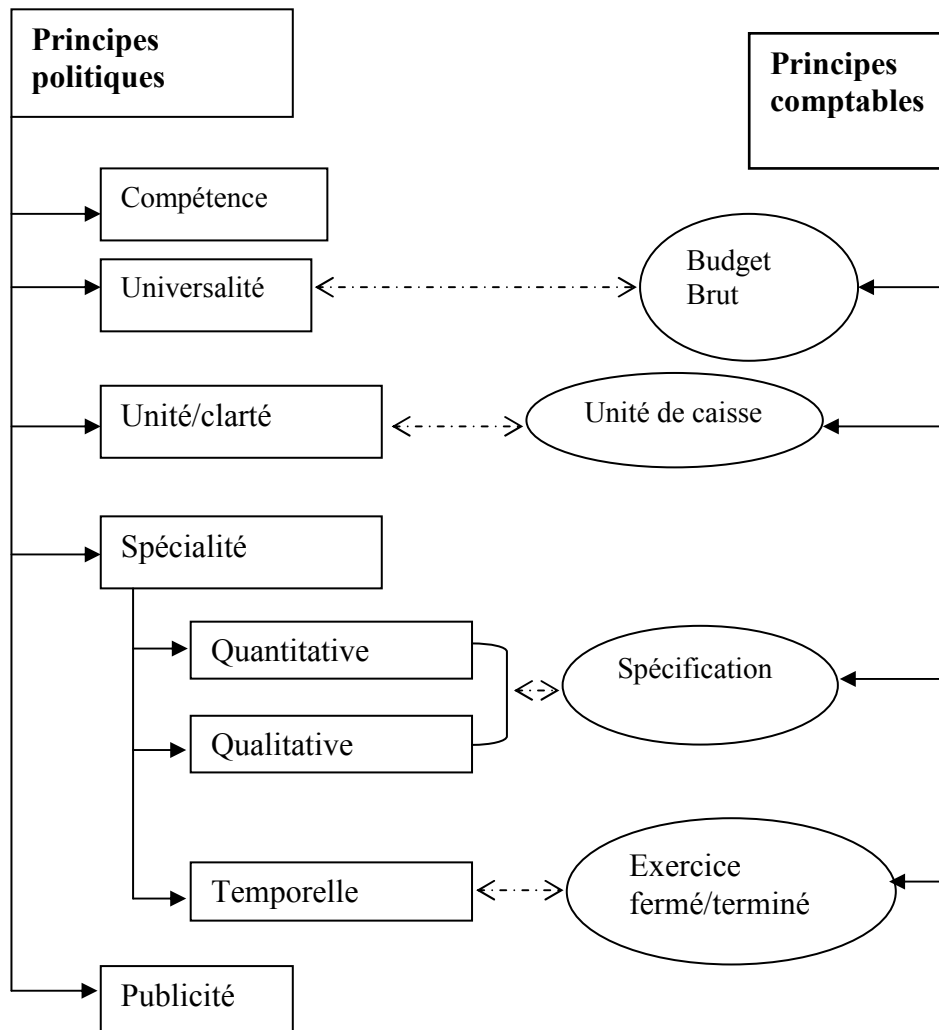 Principes
politiques
Principes
comptables
Compétence
Universalité
Budget
Brut
Unité/clarté
Unité de caisse
Spécialité
Quantitative
Spécification
Qualitative
Temporelle
Exercice
fermé/terminé
Publicité